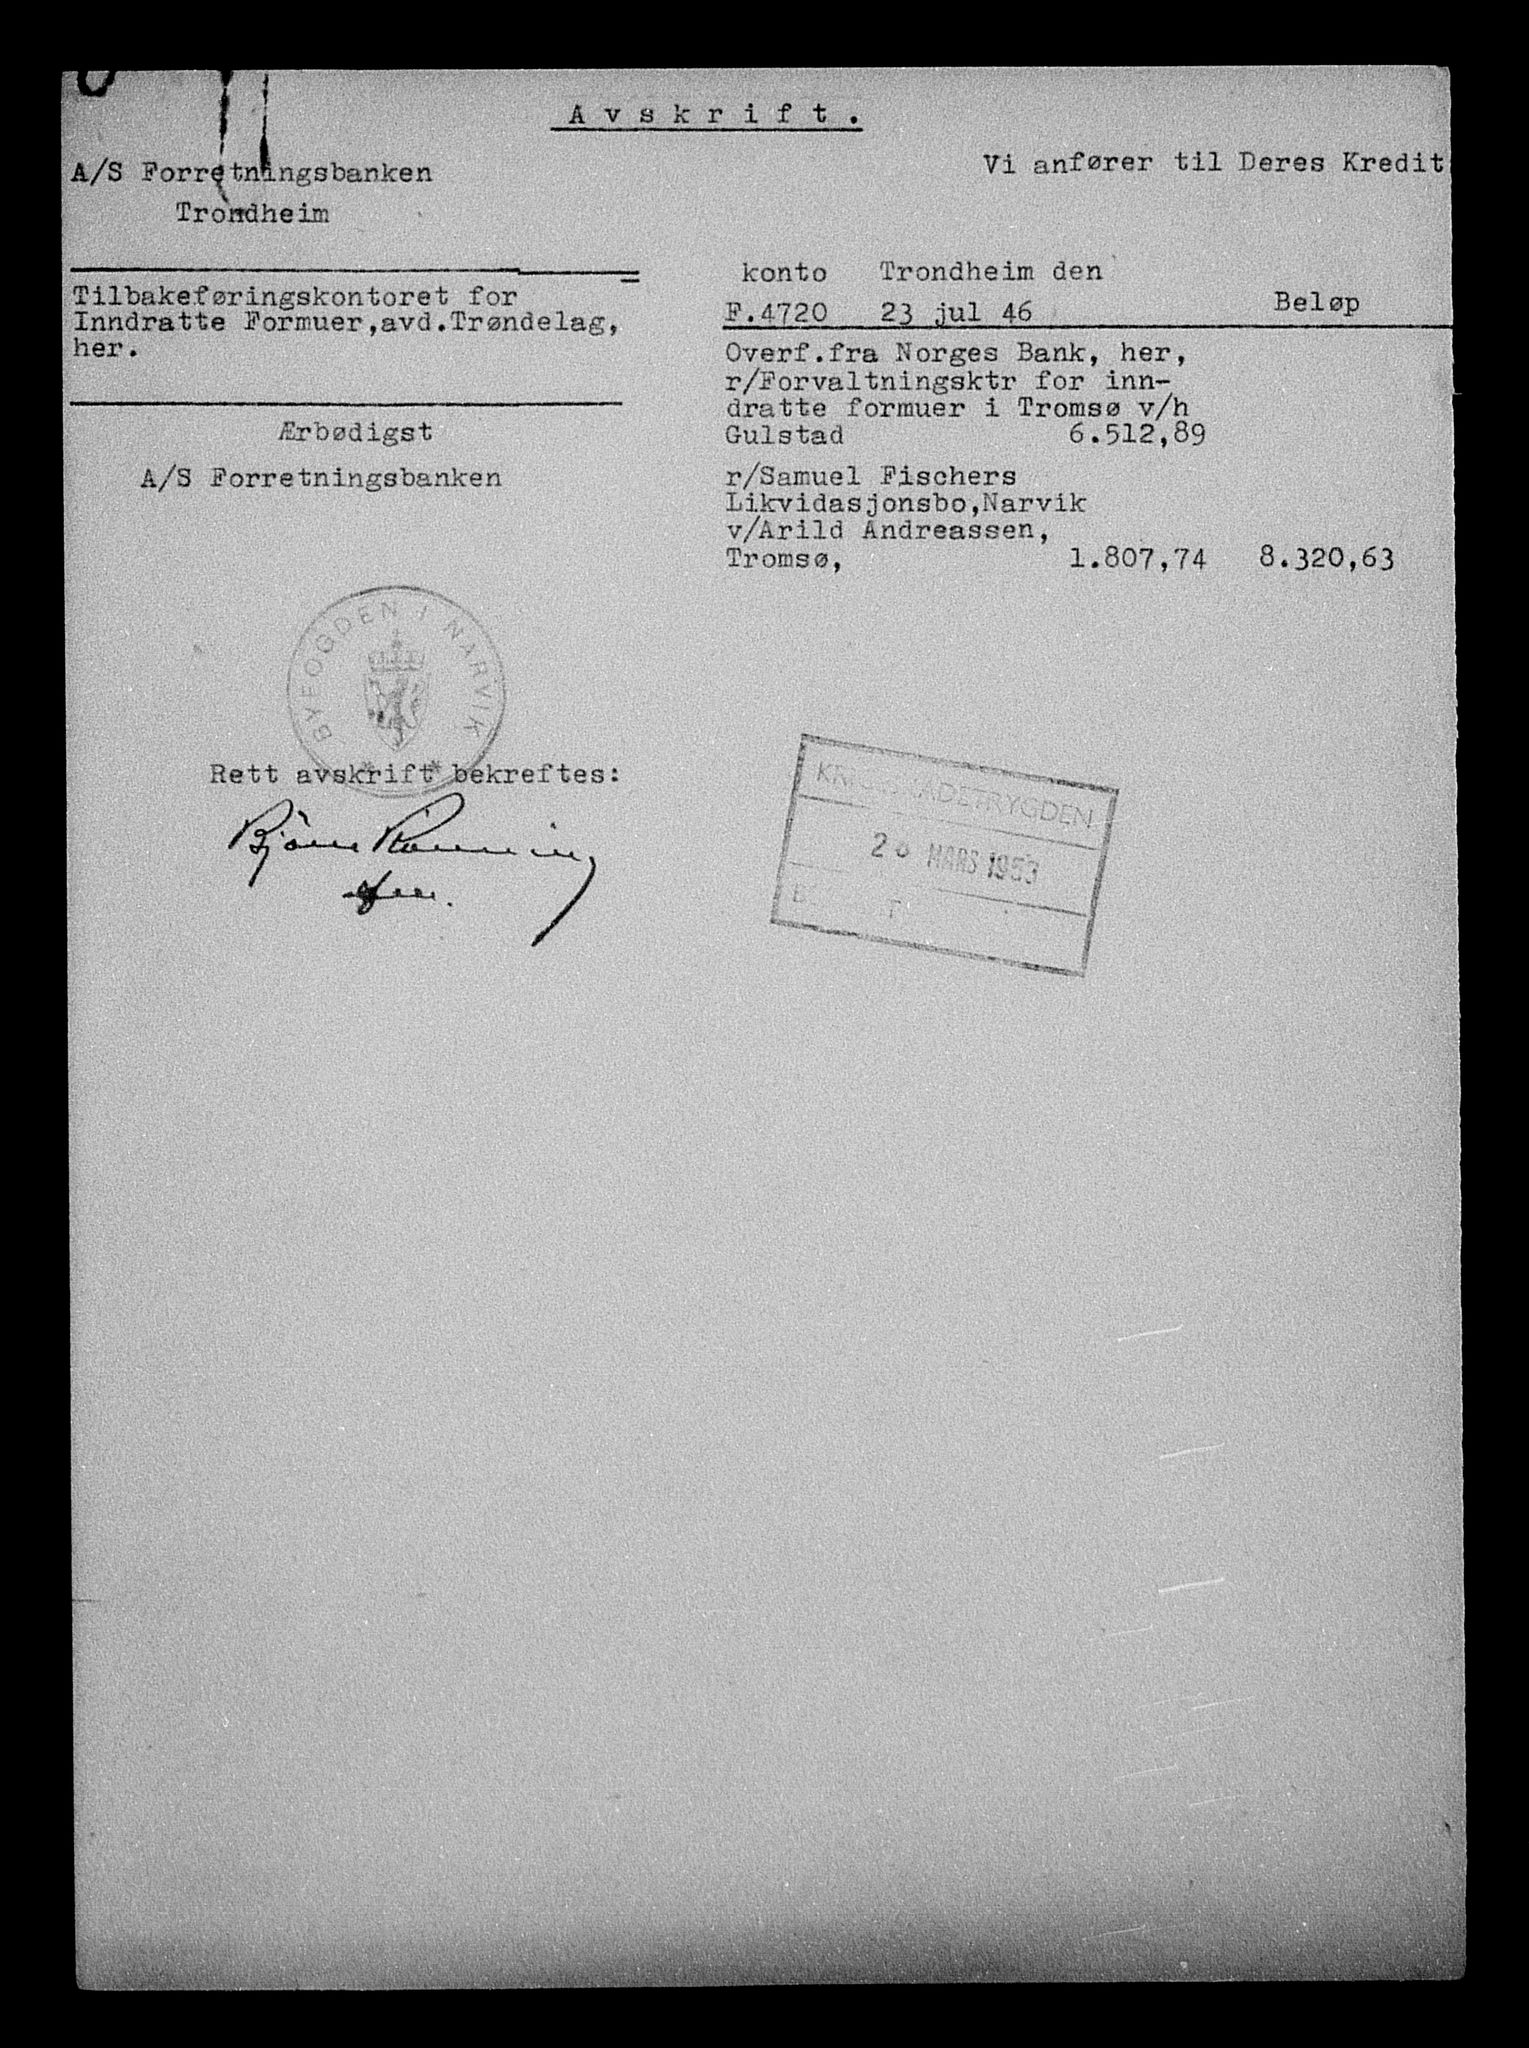 Avskrift.
A/S Forretningsbanken
Trondheim
Vi anfører til Deres Kredit
Tilbakeføringskontoret for
Inndratte Formuer,avd.Trøndelag,
her.
Ærbødigst
A/S Forretningsbanken
konto Trondheim den
F.4720 23 jul 46 Beløp
Overf.fra Norges Bank, her,
r/Forvaltningsktr for inn-
dratte formuer i Tromsø v/h
Gulstad 6.512,89
r/Samuel Fischers
Likvidasjonsbo,Narvik
v/Arild Andreassen,
Tromsø, 1.807,74 8.320,63
BYFOGDEN I NARVIK
Rett avskrift bekreftes:
MARS 1953